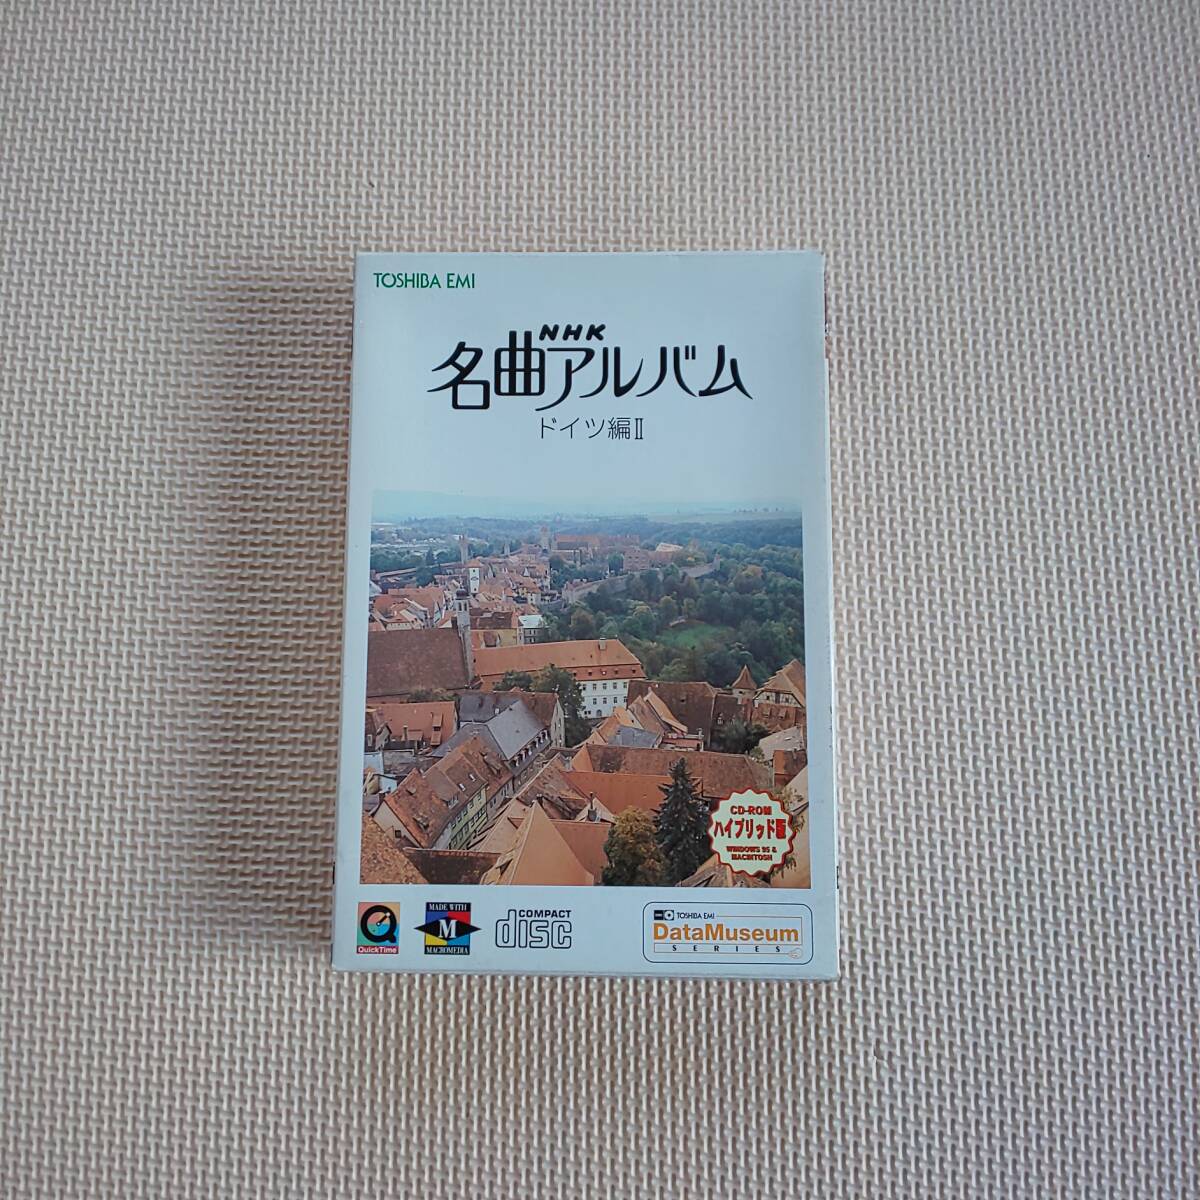 TOSHIBA EMI
NHK
名曲アルバム
ドイツ編Ⅱ
CD-ROM
ハイブリッド版
WINDOWS 95 &
MACINTOSH
QuickTime
MADE WITH
M
MACROMEDIA
COMPACT
disc
TOSHIBA EMI
DataMuseum
SERIES